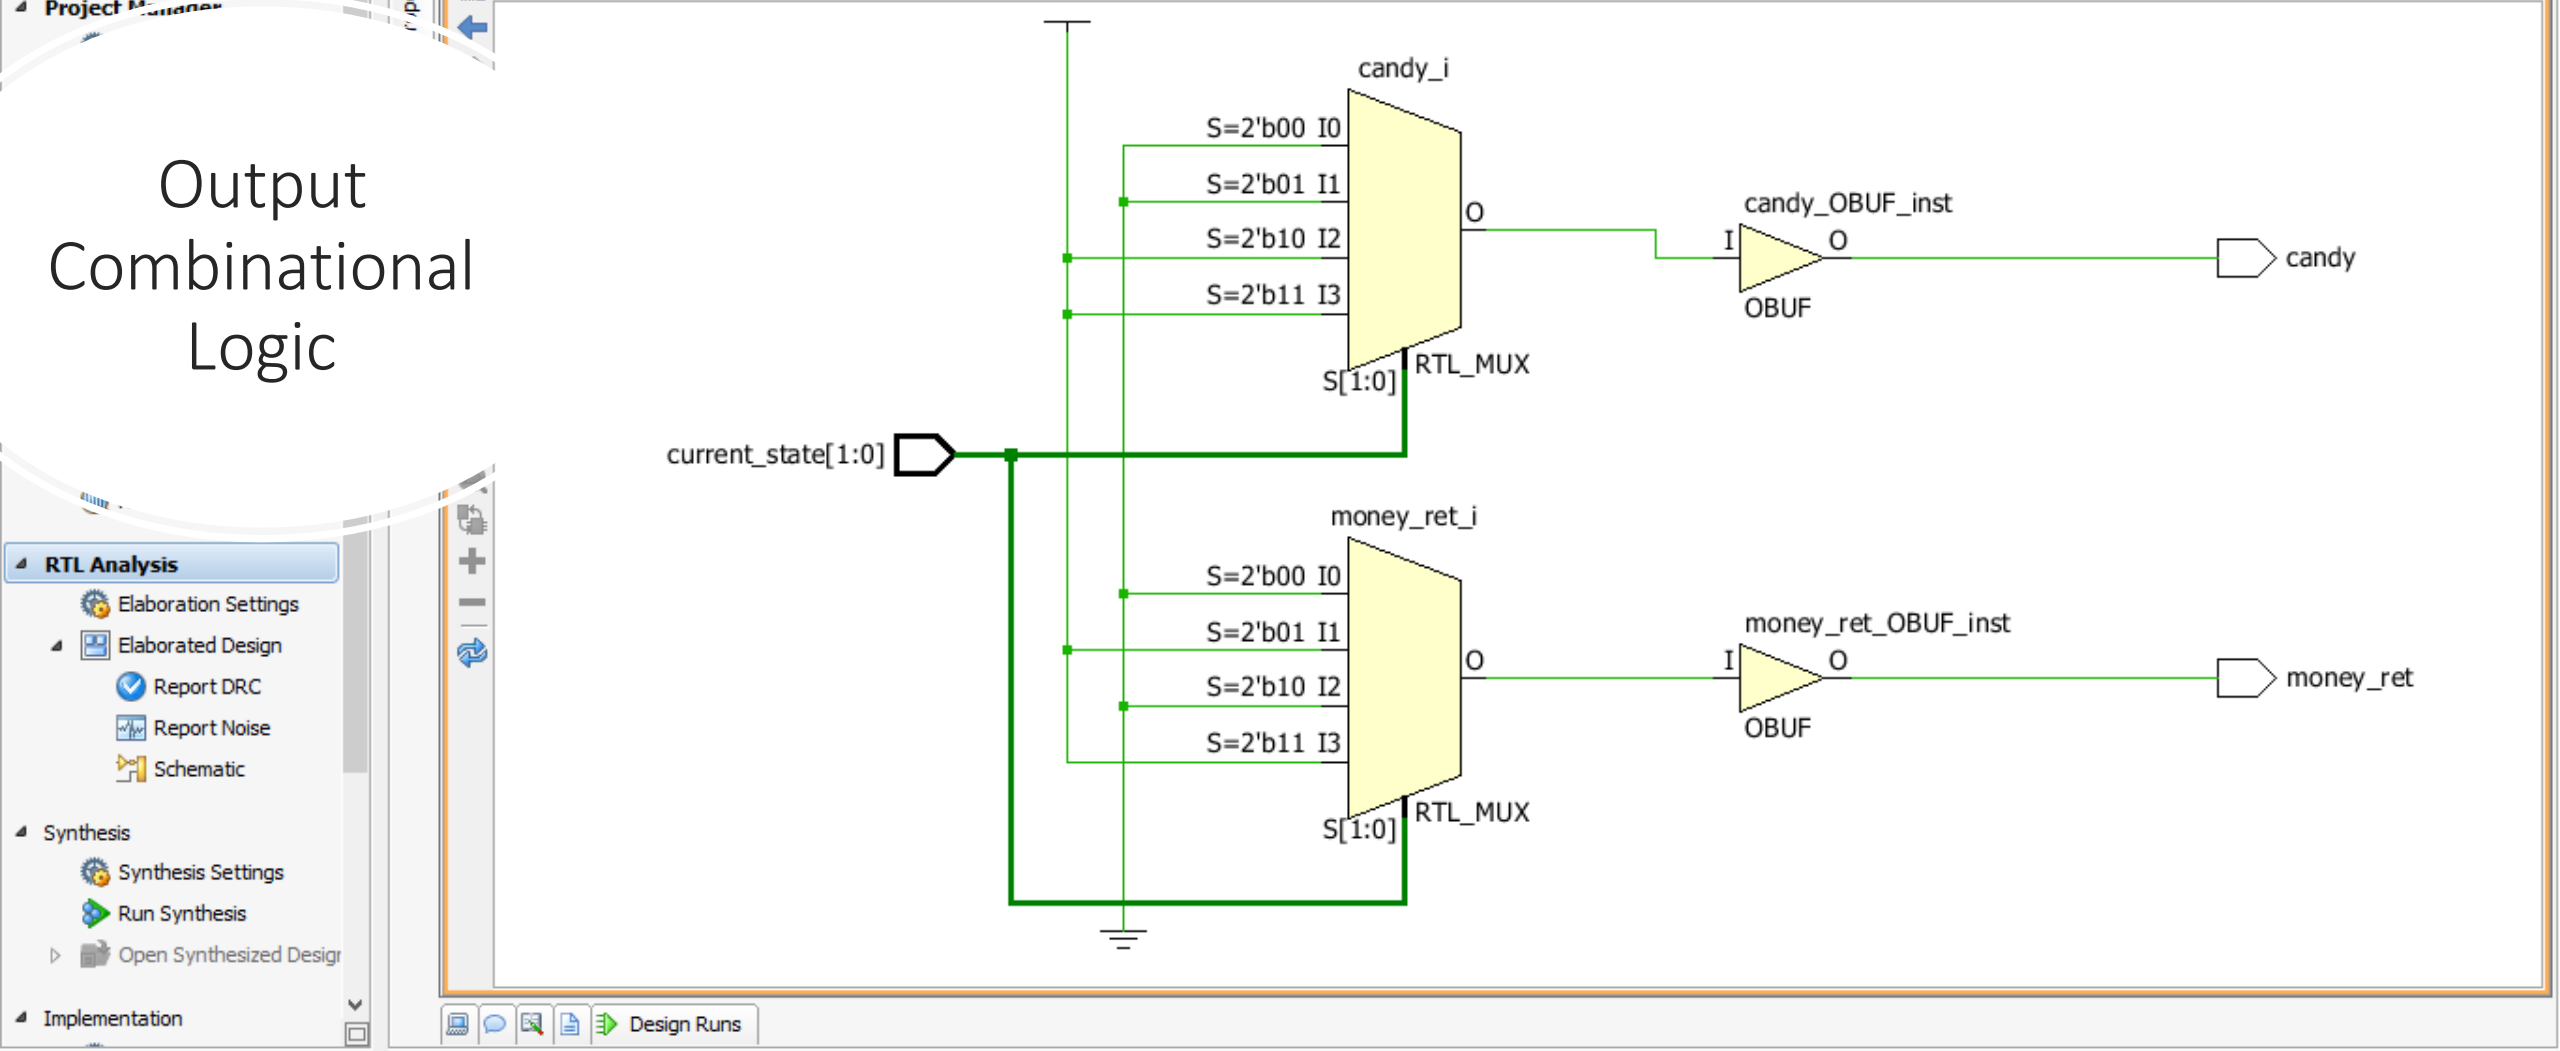 Project Manager
Output
Combinational
Logic
RTL Analysis
Elaboration Settings
Elaborated Design
Report DRC
Report Noise
Schematic
Synthesis
Synthesis Settings
Run Synthesis
Open Synthesized Desigr
Implementation
candy_i
S=2'b00 I0
S=2'b01 I1
S=2'b10 I2
S=2'b11 I3
O
S[1:0]
RTL_MUX
candy_OBUF_inst
I
O
OBUF
candy
current_state[1:0]
money_ret_i
S=2'b00 I0
S=2'b01 I1
S=2'b10 I2
S=2'b11 I3
O
S[1:0]
RTL_MUX
money_ret_OBUF_inst
I
O
OBUF
money_ret
Design Runs